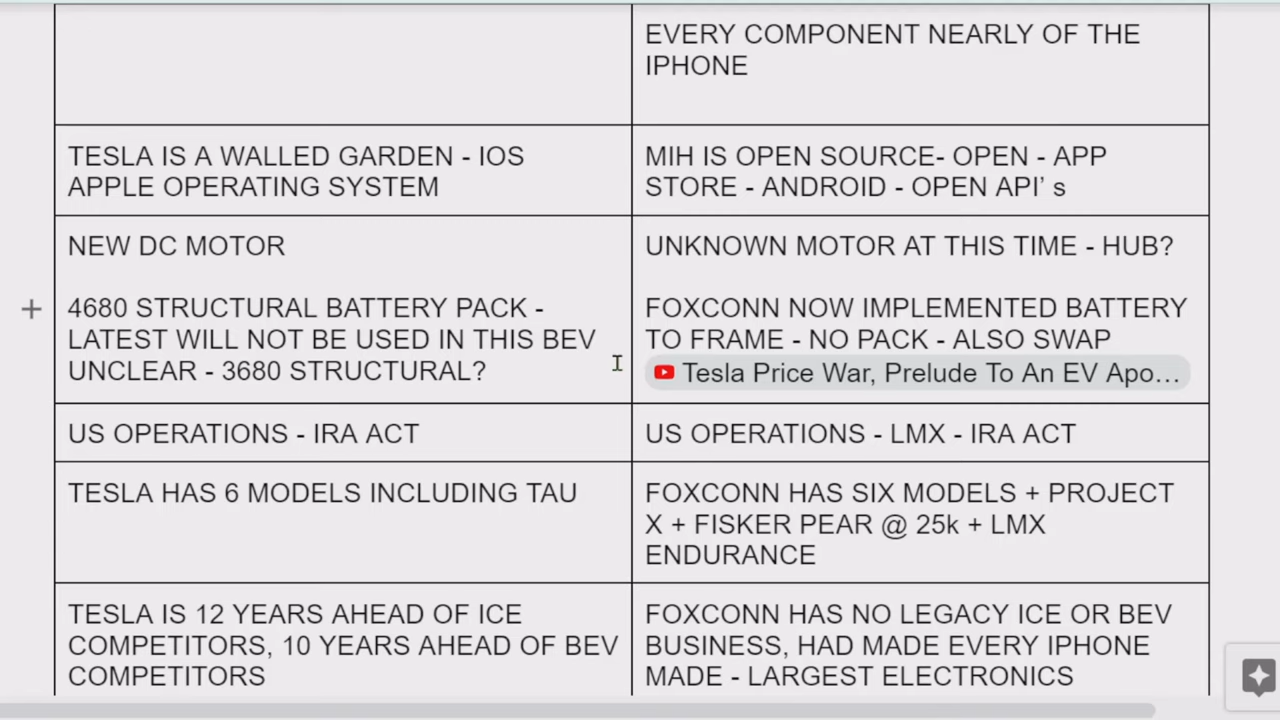 EVERY COMPONENT NEARLY OF THE
IPHONE
TESLA IS A WALLED GARDEN - IOS
APPLE OPERATING SYSTEM
MIH IS OPEN SOURCE- OPEN - APP
STORE - ANDROID - OPEN API’ s
NEW DC MOTOR
4680 STRUCTURAL BATTERY PACK -
LATEST WILL NOT BE USED IN THIS BEV
UNCLEAR - 3680 STRUCTURAL?
UNKNOWN MOTOR AT THIS TIME - HUB?
FOXCONN NOW IMPLEMENTED BATTERY
TO FRAME - NO PACK - ALSO SWAP
Tesla Price War, Prelude To An EV Apo…
US OPERATIONS - IRA ACT
US OPERATIONS - LMX - IRA ACT
TESLA HAS 6 MODELS INCLUDING TAU
FOXCONN HAS SIX MODELS + PROJECT
X + FISKER PEAR @ 25k + LMX
ENDURANCE
TESLA IS 12 YEARS AHEAD OF ICE
COMPETITORS, 10 YEARS AHEAD OF BEV
COMPETITORS
FOXCONN HAS NO LEGACY ICE OR BEV
BUSINESS, HAD MADE EVERY IPHONE
MADE - LARGEST ELECTRONICS